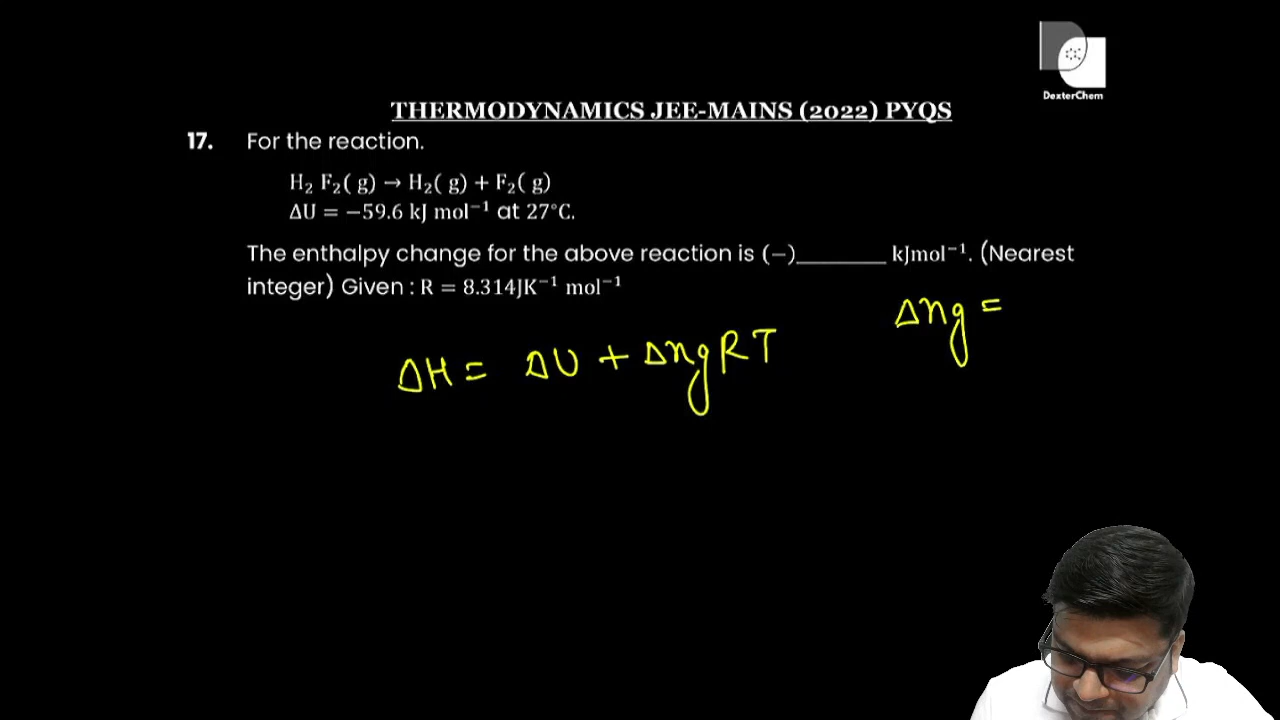 DexterChem
THERMODYNAMICS JEE-MAINS (2022) PYQS
17. For the reaction.
H₂ F₂( g) → H₂( g) + F₂( g)
ΔU = −59.6 kJ mol⁻¹ at 27°C.
The enthalpy change for the above reaction is (−)________ kJmol⁻¹. (Nearest
integer) Given : R = 8.314JK⁻¹ mol⁻¹
Δng =
ΔH = ΔU + ΔngRT